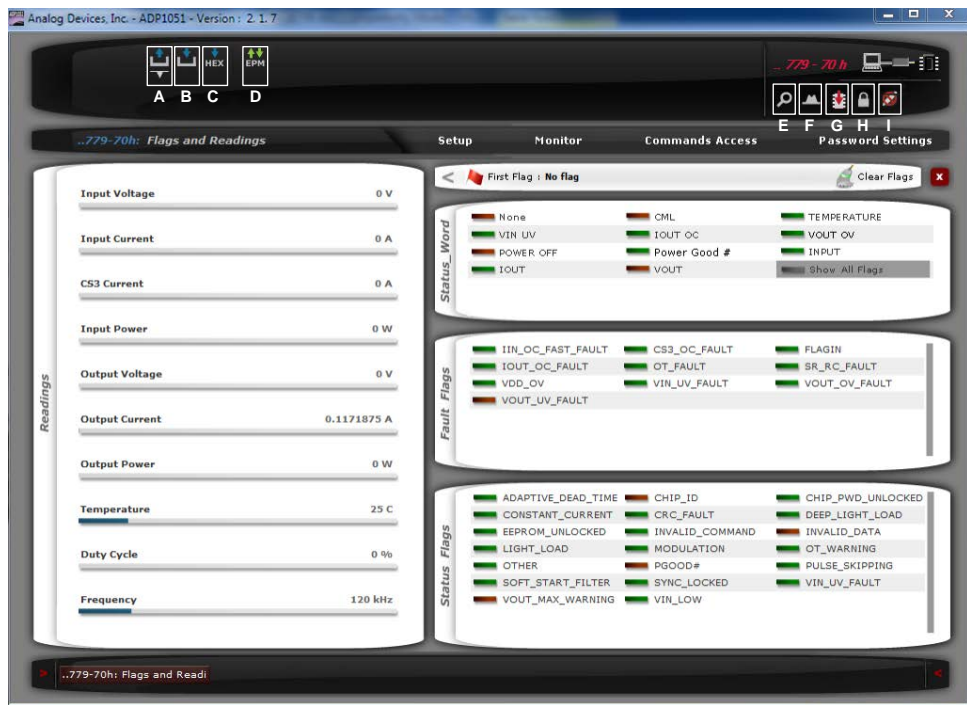 Analog Devices, Inc. - ADP1051 - Version : 2. 1. 7
HEX
EPM
A B C D
.. 779 - 70 h
E F G H I
..779-70h: Flags and Readings
Setup Monitor Commands Access Password Settings
Readings
Input Voltage 0 V
Input Current 0 A
CS3 Current 0 A
Input Power 0 W
Output Voltage 0 V
Output Current 0.1171875 A
Output Power 0 W
Temperature 25 C
Duty Cycle 0 %
Frequency 120 kHz
< First Flag : No flag Clear Flags x
Status_Word
None CML TEMPERATURE
VIN UV IOUT OC VOUT OV
POWER OFF Power Good # INPUT
IOUT VOUT Show All Flags
Fault Flags
IIN_OC_FAST_FAULT CS3_OC_FAULT FLAGIN
IOUT_OC_FAULT OT_FAULT SR_RC_FAULT
VDD_OV VIN_UV_FAULT VOUT_OV_FAULT
VOUT_UV_FAULT
Status Flags
ADAPTIVE_DEAD_TIME CHIP_ID CHIP_PWD_UNLOCKED
CONSTANT_CURRENT CRC_FAULT DEEP_LIGHT_LOAD
EEPROM_UNLOCKED INVALID_COMMAND INVALID_DATA
LIGHT_LOAD MODULATION OT_WARNING
OTHER PGOOD# PULSE_SKIPPING
SOFT_START_FILTER SYNC_LOCKED VIN_UV_FAULT
VOUT_MAX_WARNING VIN_LOW
> ..779-70h: Flags and Readi <